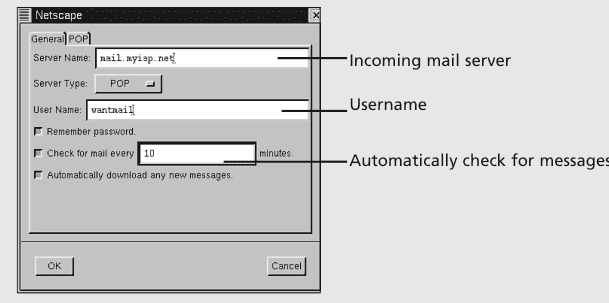 Netscape
General POP
Server Name: mail.myisp.net
Incoming mail server
Server Type: POP
User Name: wantmail
Username
Remember password.
Check for mail every 10 minutes.
Automatically check for messages
Automatically download any new messages.
OK Cancel